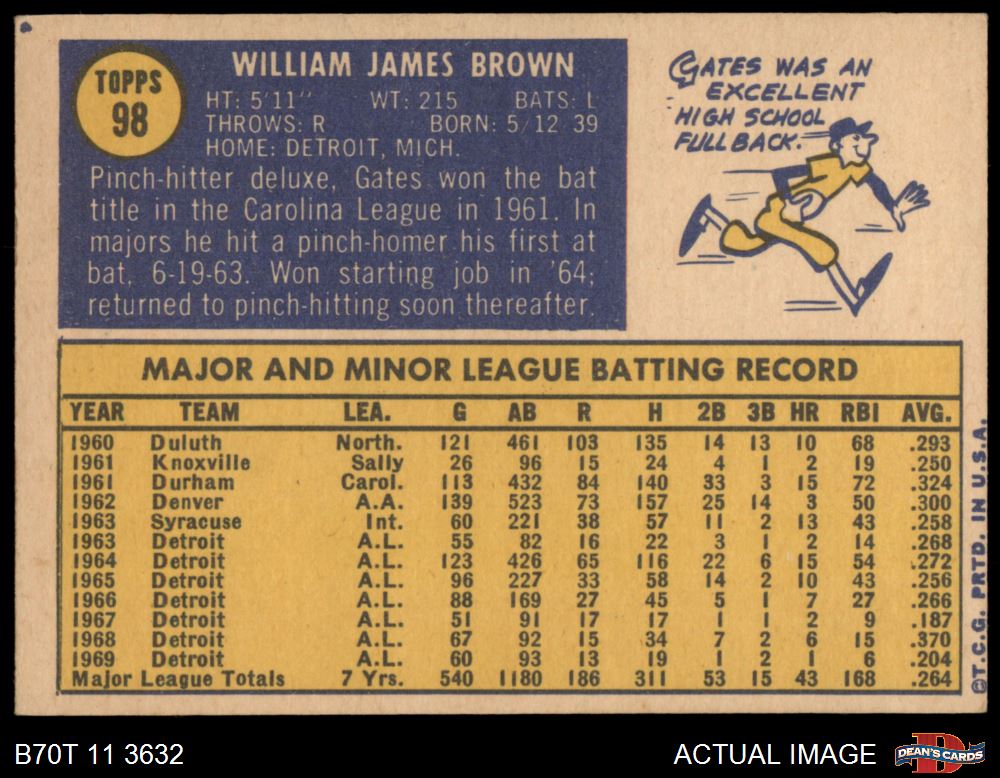 TOPPS
98
WILLIAM JAMES BROWN
HT: 5'11" WT: 215 BATS: L
THROWS: R BORN: 5/12 39
HOME: DETROIT, MICH.
Pinch-hitter deluxe, Gates won the bat
title in the Carolina League in 1961. In
majors he hit a pinch-homer his first at
bat, 6-19-63. Won starting job in '64;
returned to pinch-hitting soon thereafter.
GATES WAS AN
EXCELLENT
HIGH SCHOOL
FULLBACK.
MAJOR AND MINOR LEAGUE BATTING RECORD
YEAR TEAM LEA. G AB R H 2B 3B HR RBI AVG.
1960 Duluth North. 121 461 103 135 14 13 10 68 .293
1961 Knoxville Sally 26 96 15 24 4 1 2 19 .250
1961 Durham Carol. 113 432 84 140 33 3 15 72 .324
1962 Denver A.A. 139 523 73 157 25 14 3 50 .300
1963 Syracuse Int. 60 221 38 57 11 2 13 43 .258
1963 Detroit A.L. 55 82 16 22 3 1 2 14 .268
1964 Detroit A.L. 123 426 65 116 22 6 15 54 .272
1965 Detroit A.L. 96 227 33 58 14 2 10 43 .256
1966 Detroit A.L. 88 169 27 45 5 1 7 27 .266
1967 Detroit A.L. 51 91 17 17 1 1 2 9 .187
1968 Detroit A.L. 67 92 15 34 7 2 6 15 .370
1969 Detroit A.L. 60 93 13 19 1 2 1 6 .204
Major League Totals 7 Yrs. 540 1180 186 311 53 15 43 168 .264
©T.C.G. PRTD. IN U.S.A.
B70T 11 3632
ACTUAL IMAGE
DEAN'S CARDS